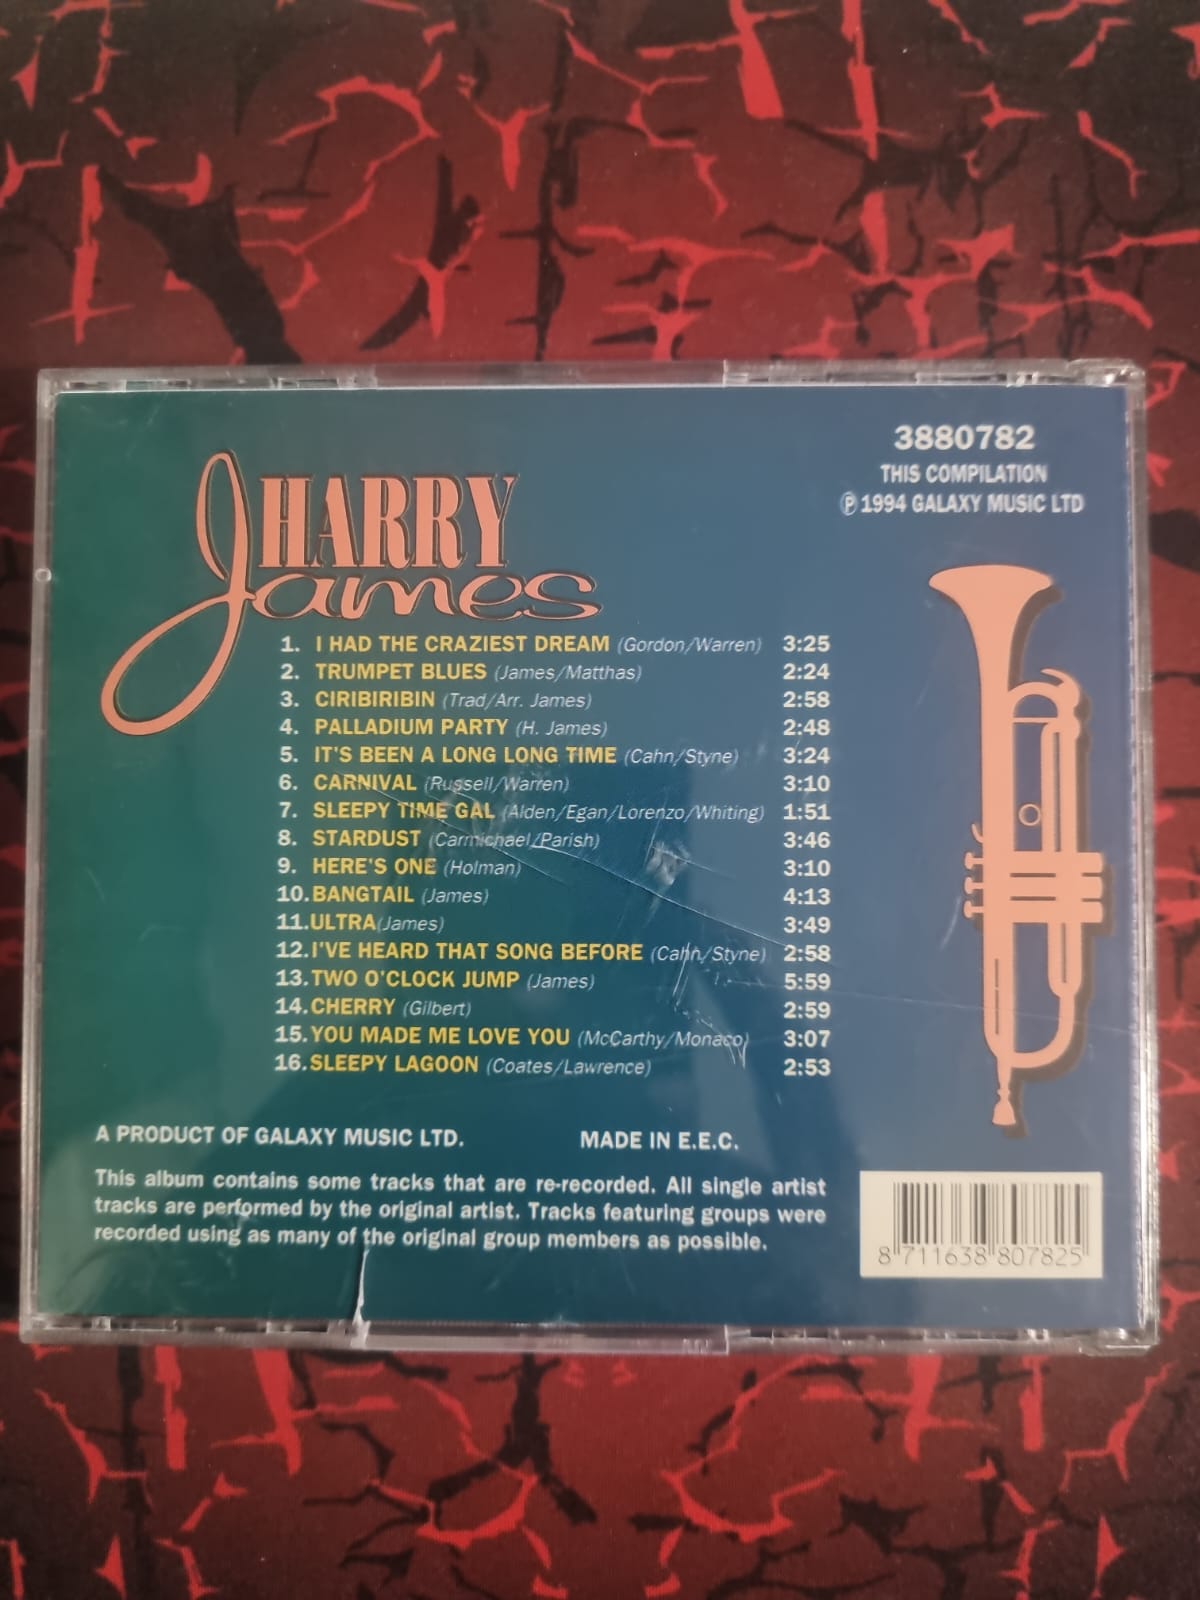 3880782
THIS COMPILATION
℗ 1994 GALAXY MUSIC LTD
HARRY
James
1. I HAD THE CRAZIEST DREAM (Gordon/Warren) 3:25
2. TRUMPET BLUES (James/Matthas) 2:24
3. CIRIBIRIBIN (Trad/Arr. James) 2:58
4. PALLADIUM PARTY (H. James) 2:48
5. IT'S BEEN A LONG LONG TIME (Cahn/Styne) 3:24
6. CARNIVAL (Russell/Warren) 3:10
7. SLEEPY TIME GAL (Alden/Egan/Lorenzo/Whiting) 1:51
8. STARDUST (Carmichael/Parish) 3:46
9. HERE'S ONE (Holman) 3:10
10. BANGTAIL (James) 4:13
11. ULTRA (James) 3:49
12. I'VE HEARD THAT SONG BEFORE (Cahn/Styne) 2:58
13. TWO O'CLOCK JUMP (James) 5:59
14. CHERRY (Gilbert) 2:59
15. YOU MADE ME LOVE YOU (McCarthy/Monaco) 3:07
16. SLEEPY LAGOON (Coates/Lawrence) 2:53
A PRODUCT OF GALAXY MUSIC LTD. MADE IN E.E.C.
This album contains some tracks that are re-recorded. All single artist
tracks are performed by the original artist. Tracks featuring groups were
recorded using as many of the original group members as possible.
8 711638 807825